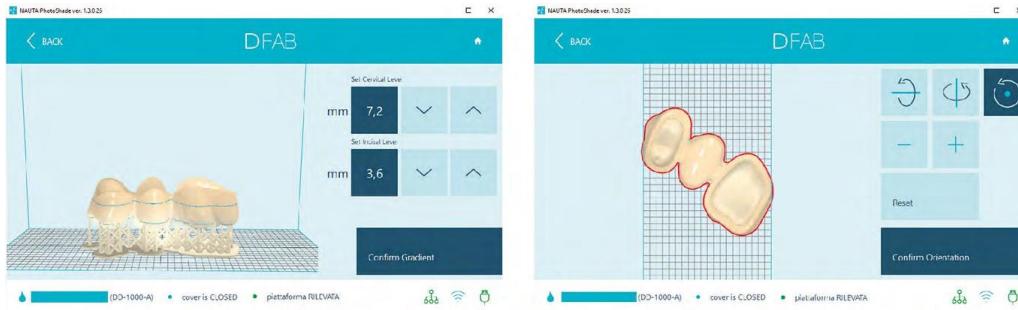 NAUTA PhotoShade ver. 1.3.0.25
BACK
DFAB
Set Cervical Level
mm 7,2
Set Incisal Level
mm 3,6
Confirm Gradient
(DD-1000-A) cover is CLOSED piattaforma RILEVATA
NAUTA PhotoShade ver. 1.3.0.25
BACK
DFAB
Reset
Confirm Orientation
(DD-1000-A) cover is CLOSED piattaforma RILEVATA